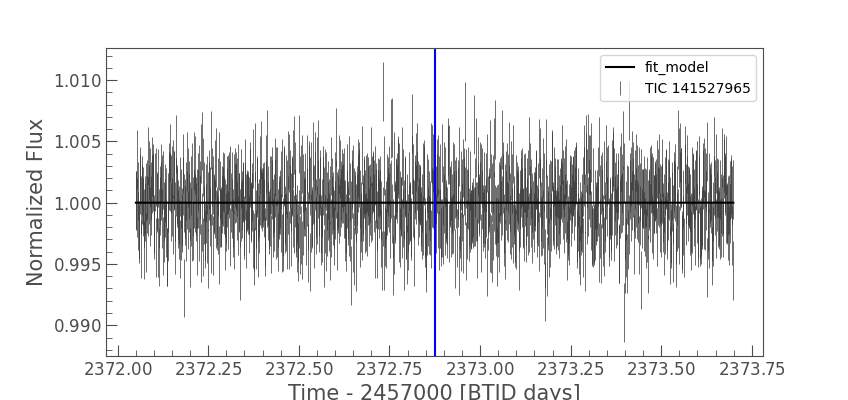 fit_model
TIC 141527965
1.010
1.005
1.000
0.995
0.990
Normalized Flux
2372.00 2372.25 2372.50 2372.75 2373.00 2373.25 2373.50 2373.75
Time - 2457000 [BTJD days]